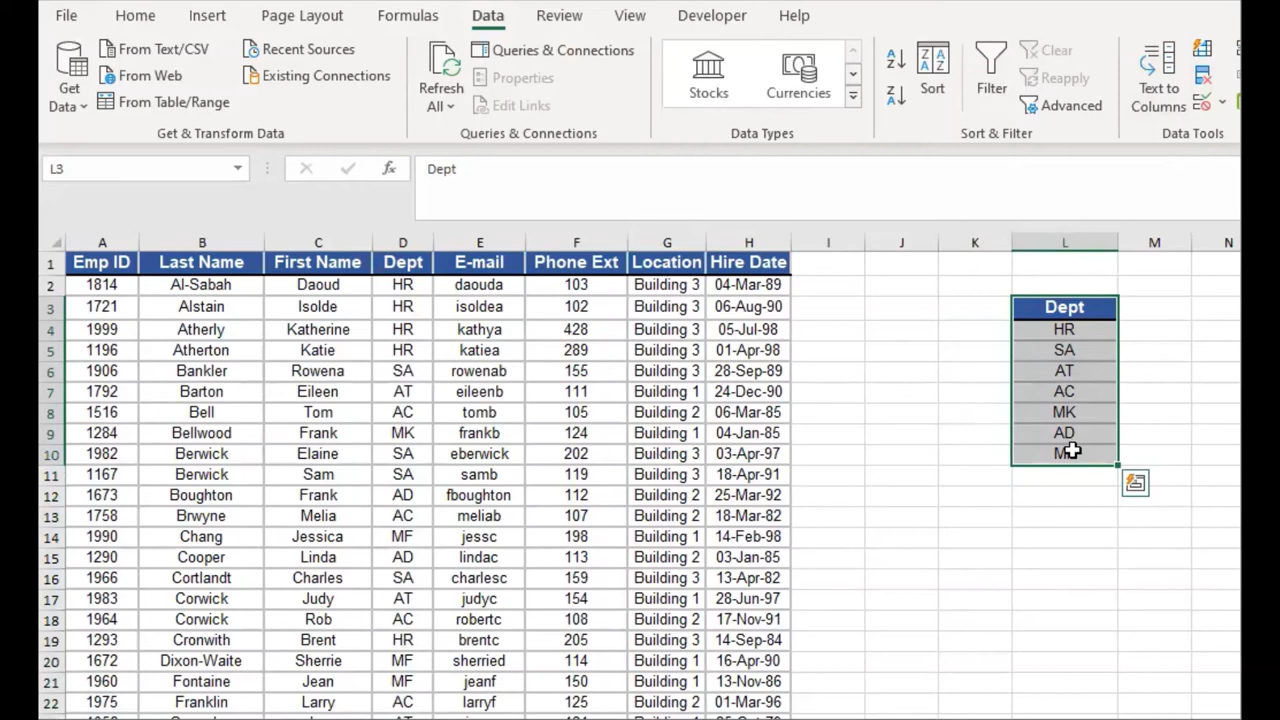 File Home Insert Page Layout Formulas Data Review View Developer Help
Get Data
From Text/CSV
From Web
From Table/Range
Recent Sources
Existing Connections
Get & Transform Data
Refresh All
Queries & Connections
Properties
Edit Links
Queries & Connections
Stocks
Currencies
Data Types
Sort
Filter
Clear
Reapply
Advanced
Sort & Filter
Text to Columns
Data Tools
L3 fx Dept
A B C D E F G H I J K L M N
1 Emp ID Last Name First Name Dept E-mail Phone Ext Location Hire Date
2 1814 Al-Sabah Daoud HR daouda 103 Building 3 04-Mar-89
3 1721 Alstain Isolde HR isoldea 102 Building 3 06-Aug-90 Dept
4 1999 Atherly Katherine HR kathya 428 Building 3 05-Jul-98 HR
5 1196 Atherton Katie HR katiea 289 Building 3 01-Apr-98 SA
6 1906 Bankler Rowena SA rowenab 155 Building 3 28-Sep-89 AT
7 1792 Barton Eileen AT eileenb 111 Building 1 24-Dec-90 AC
8 1516 Bell Tom AC tomb 105 Building 2 06-Mar-85 MK
9 1284 Bellwood Frank MK frankb 124 Building 1 04-Jan-85 AD
10 1982 Berwick Elaine SA eberwick 202 Building 3 03-Apr-97
11 1167 Berwick Sam SA samb 119 Building 3 18-Apr-91
12 1673 Boughton Frank AD fboughton 112 Building 2 25-Mar-92
13 1758 Brwyne Melia AC meliab 107 Building 2 18-Mar-82
14 1990 Chang Jessica MF jessc 198 Building 1 14-Feb-98
15 1290 Cooper Linda AD lindac 113 Building 2 03-Jan-85
16 1966 Cortlandt Charles SA charlesc 159 Building 3 13-Apr-82
17 1983 Corwick Judy AT judyc 154 Building 1 28-Jun-97
18 1964 Corwick Rob AC robertc 108 Building 2 17-Nov-91
19 1293 Cronwith Brent HR brentc 205 Building 3 14-Sep-84
20 1672 Dixon-Waite Sherrie MF sherried 114 Building 1 16-Apr-90
21 1960 Fontaine Jean MF jeanf 150 Building 1 13-Nov-86
22 1975 Franklin Larry AC larryf 125 Building 2 01-Mar-96